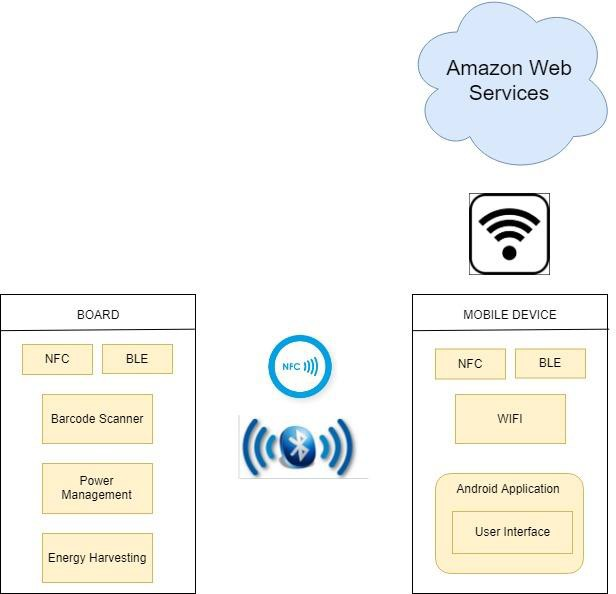 Amazon Web
Services
BOARD
NFC
BLE
Barcode Scanner
Power
Management
Energy Harvesting
NFC
MOBILE DEVICE
NFC
BLE
WIFI
Android Application
User Interface